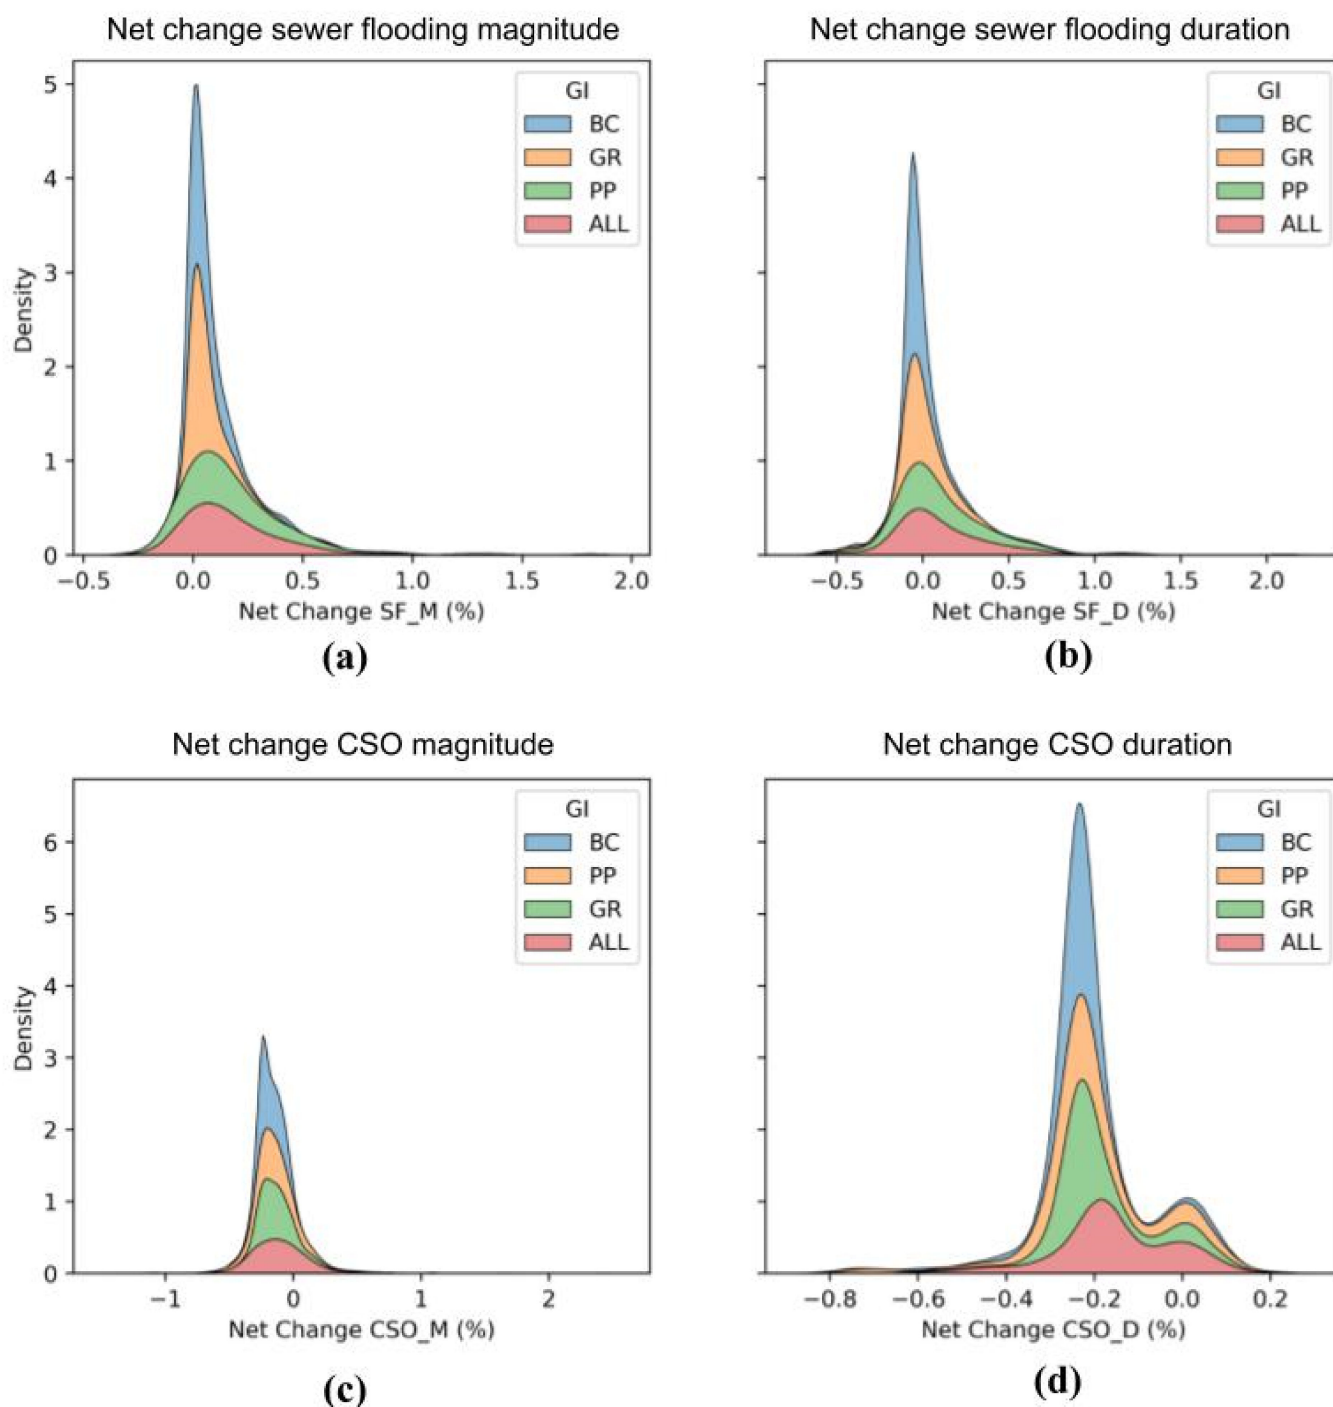 Net change sewer flooding magnitude
5
4
3
2
1
0
Density
−0.5 0.0 0.5 1.0 1.5 2.0
Net Change SF_M (%)
GI
BC
GR
PP
ALL
(a)
Net change sewer flooding duration
GI
BC
GR
PP
ALL
−0.5 0.0 0.5 1.0 1.5 2.0
Net Change SF_D (%)
(b)
Net change CSO magnitude
6
5
4
3
2
1
0
Density
−1 0 1 2
Net Change CSO_M (%)
GI
BC
PP
GR
ALL
(c)
Net change CSO duration
GI
BC
PP
GR
ALL
−0.8 −0.6 −0.4 −0.2 0.0 0.2
Net Change CSO_D (%)
(d)